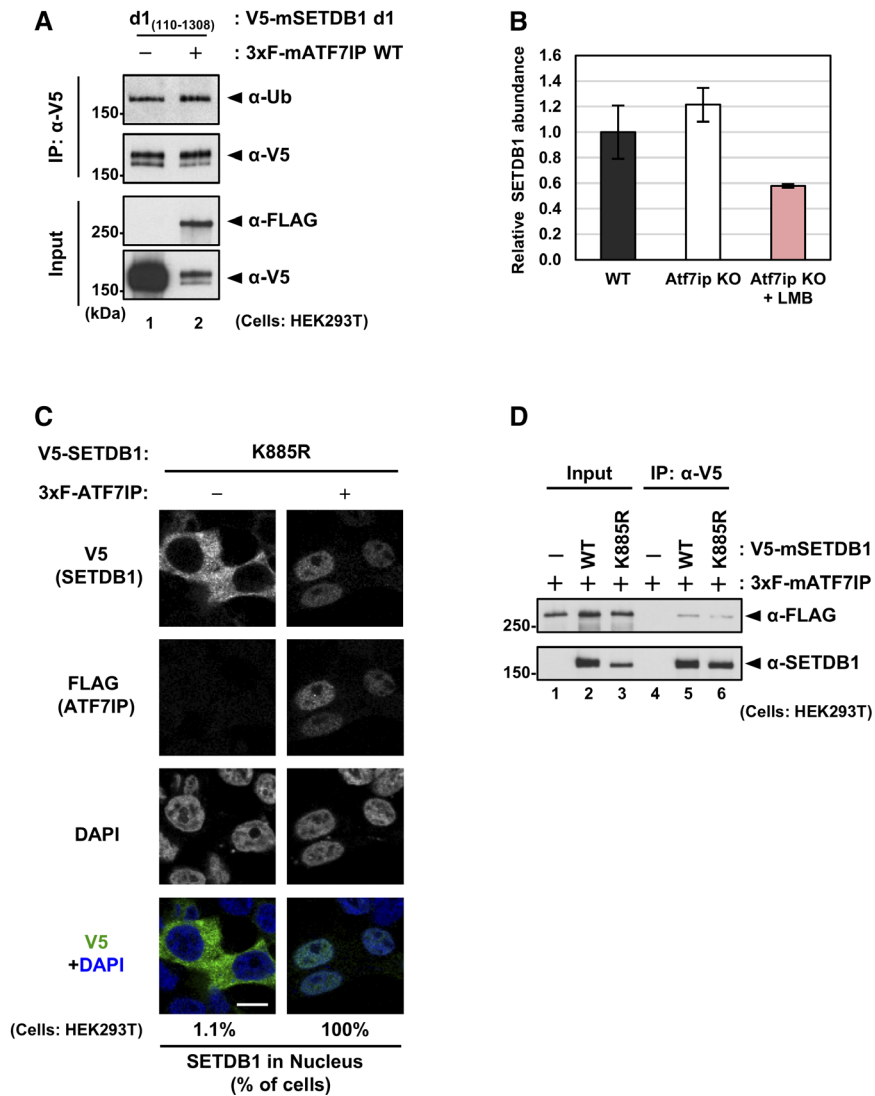 A
d1(110-1308) : V5-mSETDB1 d1
– + : 3xF-mATF7IP WT
IP: α-V5
150-
α-Ub
150-
α-V5
Input
250-
α-FLAG
150-
α-V5
(kDa)
1 2 (Cells: HEK293T)
B
Relative SETDB1 abundance
1.6
1.4
1.2
1.0
0.8
0.6
0.4
0.2
0.0
WT Atf7ip KO Atf7ip KO
+ LMB
C
V5-SETDB1: K885R
3xF-ATF7IP: – +
V5
(SETDB1)
FLAG
(ATF7IP)
DAPI
V5
+DAPI
(Cells: HEK293T) 1.1% 100%
SETDB1 in Nucleus
(% of cells)
D
Input IP: α-V5
– WT K885R – WT K885R : V5-mSETDB1
+ + + + + + : 3xF-mATF7IP
250-
α-FLAG
150-
α-SETDB1
1 2 3 4 5 6
(Cells: HEK293T)